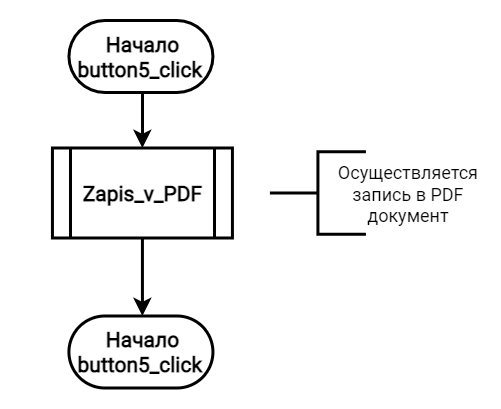 Начало
button5_click
Zapis_v_PDF
Осуществляется
запись в PDF
документ
Начало
button5_click